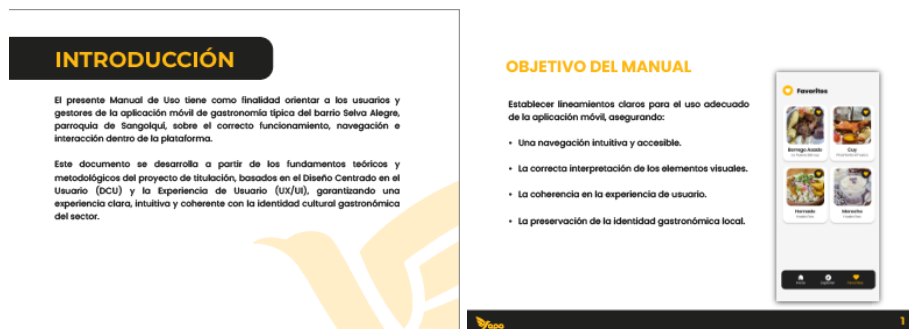 INTRODUCCIÓN
El presente Manual de Uso tiene como finalidad orientar a los usuarios y
gestores de la aplicación móvil de gastronomía típica del barrio Selva Alegre,
parroquia de Sangolquí, sobre el correcto funcionamiento, navegación e
interacción dentro de la plataforma.
Este documento se desarrolla a partir de los fundamentos teóricos y
metodológicos del proyecto de titulación, basados en el Diseño Centrado en el
Usuario (DCU) y la Experiencia de Usuario (UX/UI), garantizando una
experiencia clara, intuitiva y coherente con la identidad cultural gastronómica
del sector.
OBJETIVO DEL MANUAL
Establecer lineamientos claros para el uso adecuado
de la aplicación móvil, asegurando:
• Una navegación intuitiva y accesible.
• La correcta interpretación de los elementos visuales.
• La coherencia en la experiencia de usuario.
• La preservación de la identidad gastronómica local.
Favoritos
Borrego Asado
Cuy
Hornado
Morocho
Inicio
Explorar
Favoritos
1